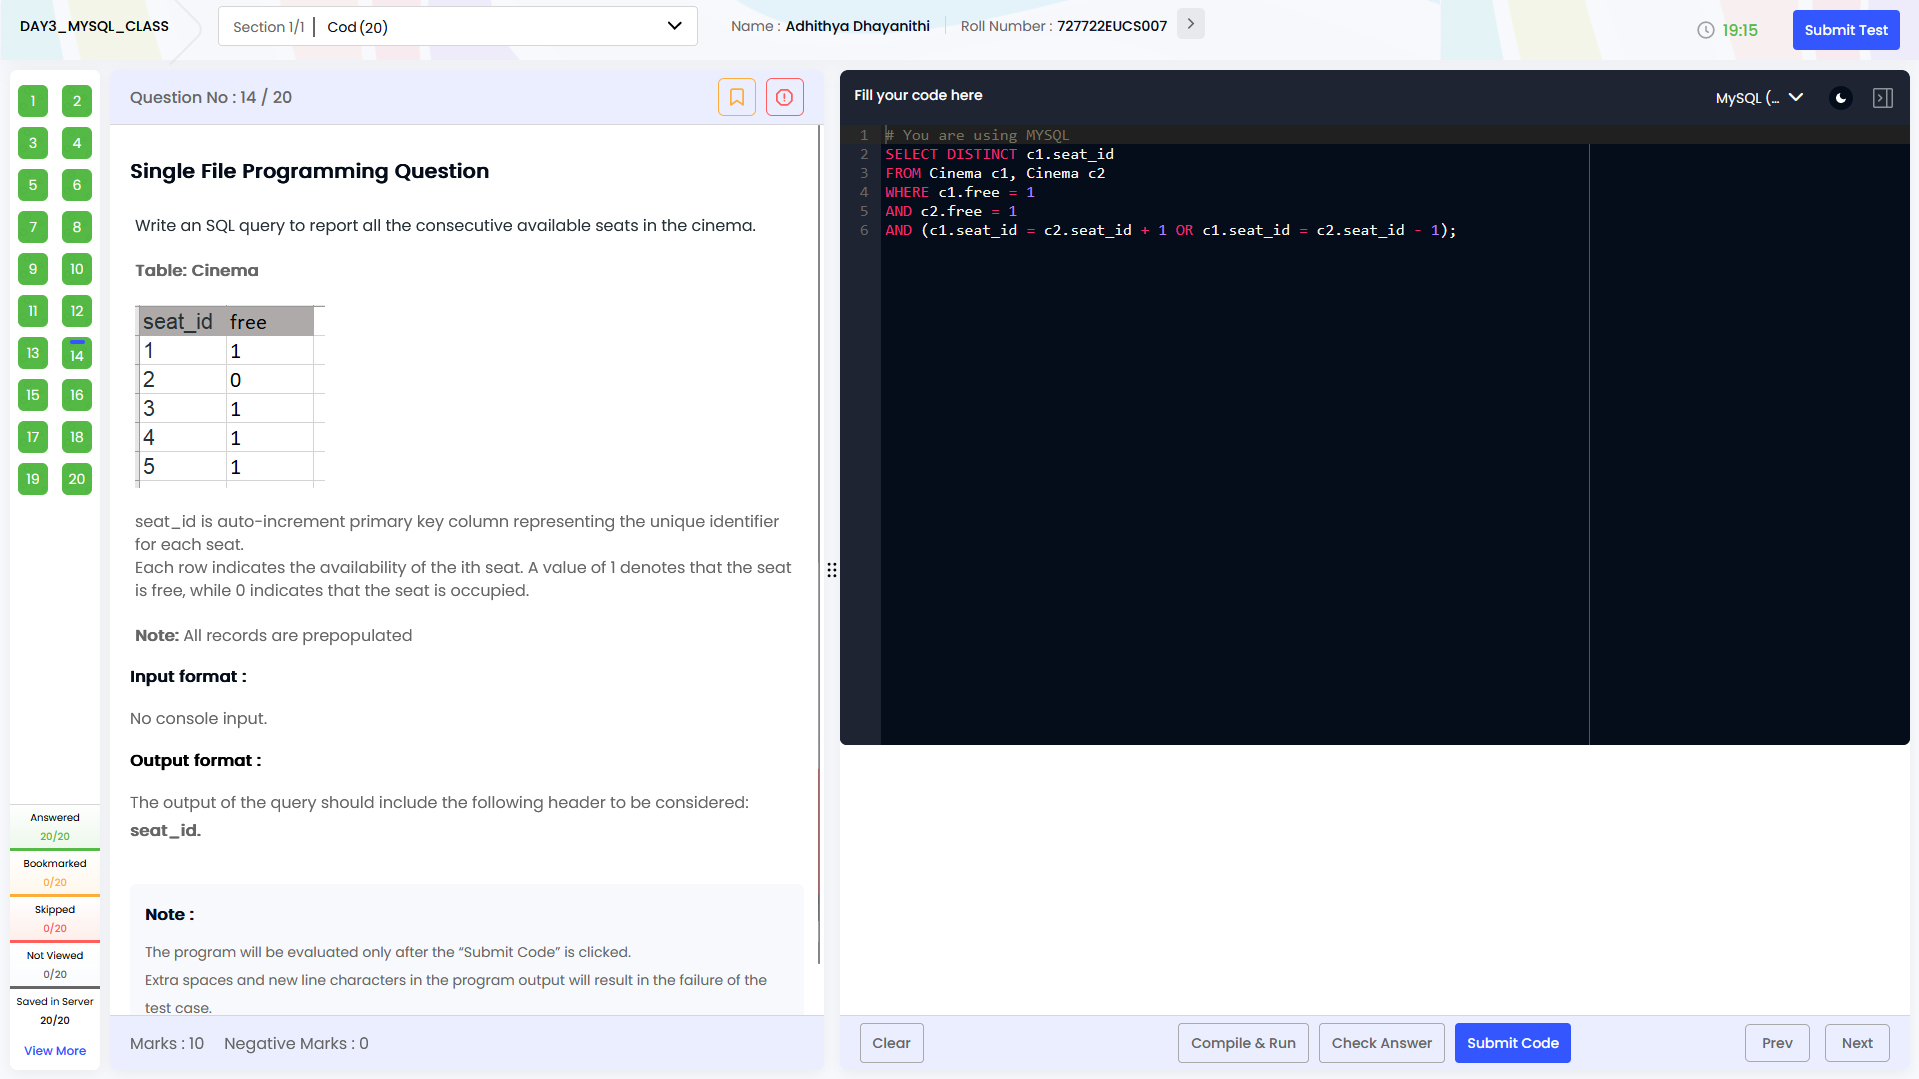 DAY3_MYSQL_CLASS
Section 1/1 | Cod (20)
Name : Adhithya Dhayanithi
Roll Number : 727722EUCS007
19:15
Submit Test
1 2
3 4
5 6
7 8
9 10
11 12
13 14
15 16
17 18
19 20
Answered
20/20
Bookmarked
0/20
Skipped
0/20
Not Viewed
0/20
Saved in Server
20/20
View More
Question No : 14 / 20
Single File Programming Question
Write an SQL query to report all the consecutive available seats in the cinema.
Table: Cinema
seat_id free
1 1
2 0
3 1
4 1
5 1
seat_id is auto-increment primary key column representing the unique identifier
for each seat.
Each row indicates the availability of the ith seat. A value of 1 denotes that the seat
is free, while 0 indicates that the seat is occupied.
Note: All records are prepopulated
Input format :
No console input.
Output format :
The output of the query should include the following header to be considered:
seat_id.
Note :
The program will be evaluated only after the “Submit Code” is clicked.
Extra spaces and new line characters in the program output will result in the failure of the
test case.
Marks : 10 Negative Marks : 0
Fill your code here
MySQL (...
1 # You are using MYSQL
2 SELECT DISTINCT c1.seat_id
3 FROM Cinema c1, Cinema c2
4 WHERE c1.free = 1
5 AND c2.free = 1
6 AND (c1.seat_id = c2.seat_id + 1 OR c1.seat_id = c2.seat_id - 1);
Clear
Compile & Run
Check Answer
Submit Code
Prev
Next